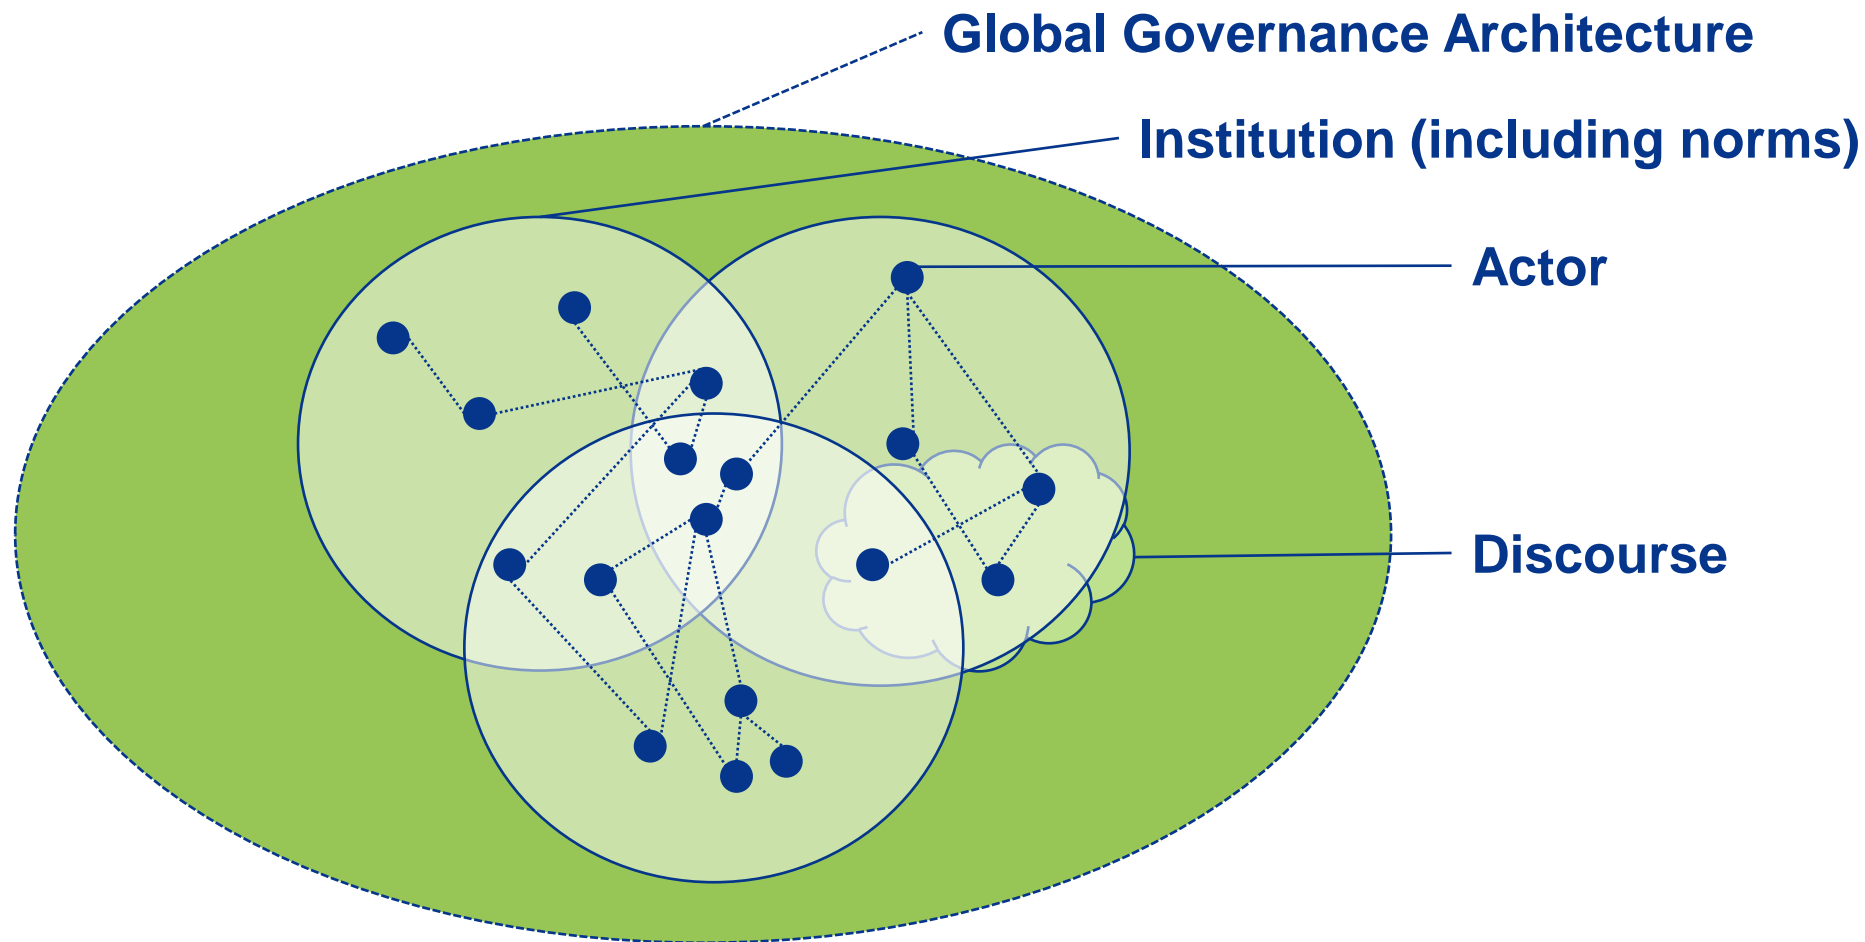 Global Governance Architecture
Institution (including norms)
Actor
Discourse